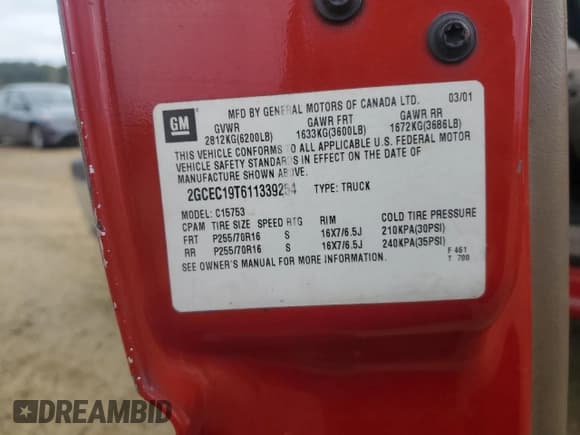 GM
MFD BY GENERAL MOTORS OF CANADA LTD. 03/01
GVWR GAWR FRT GAWR RR
2812KG(6200LB) 1633KG(3600LB) 1672KG(3686LB)
THIS VEHICLE CONFORMS TO ALL APPLICABLE U.S. FEDERAL MOTOR
VEHICLE SAFETY STANDARDS IN EFFECT ON THE DATE OF
MANUFACTURE SHOWN ABOVE.
2GCEC19T611339254 TYPE: TRUCK
MODEL: C15753
CPAM TIRE SIZE SPEED RTG RIM COLD TIRE PRESSURE
FRT P255/70R16 S 16X7/6.5J 210KPA(30PSI)
RR P255/70R16 S 16X7/6.5J 240KPA(35PSI)
SEE OWNER'S MANUAL FOR MORE INFORMATION.
F 461
T 700
DREAMBID